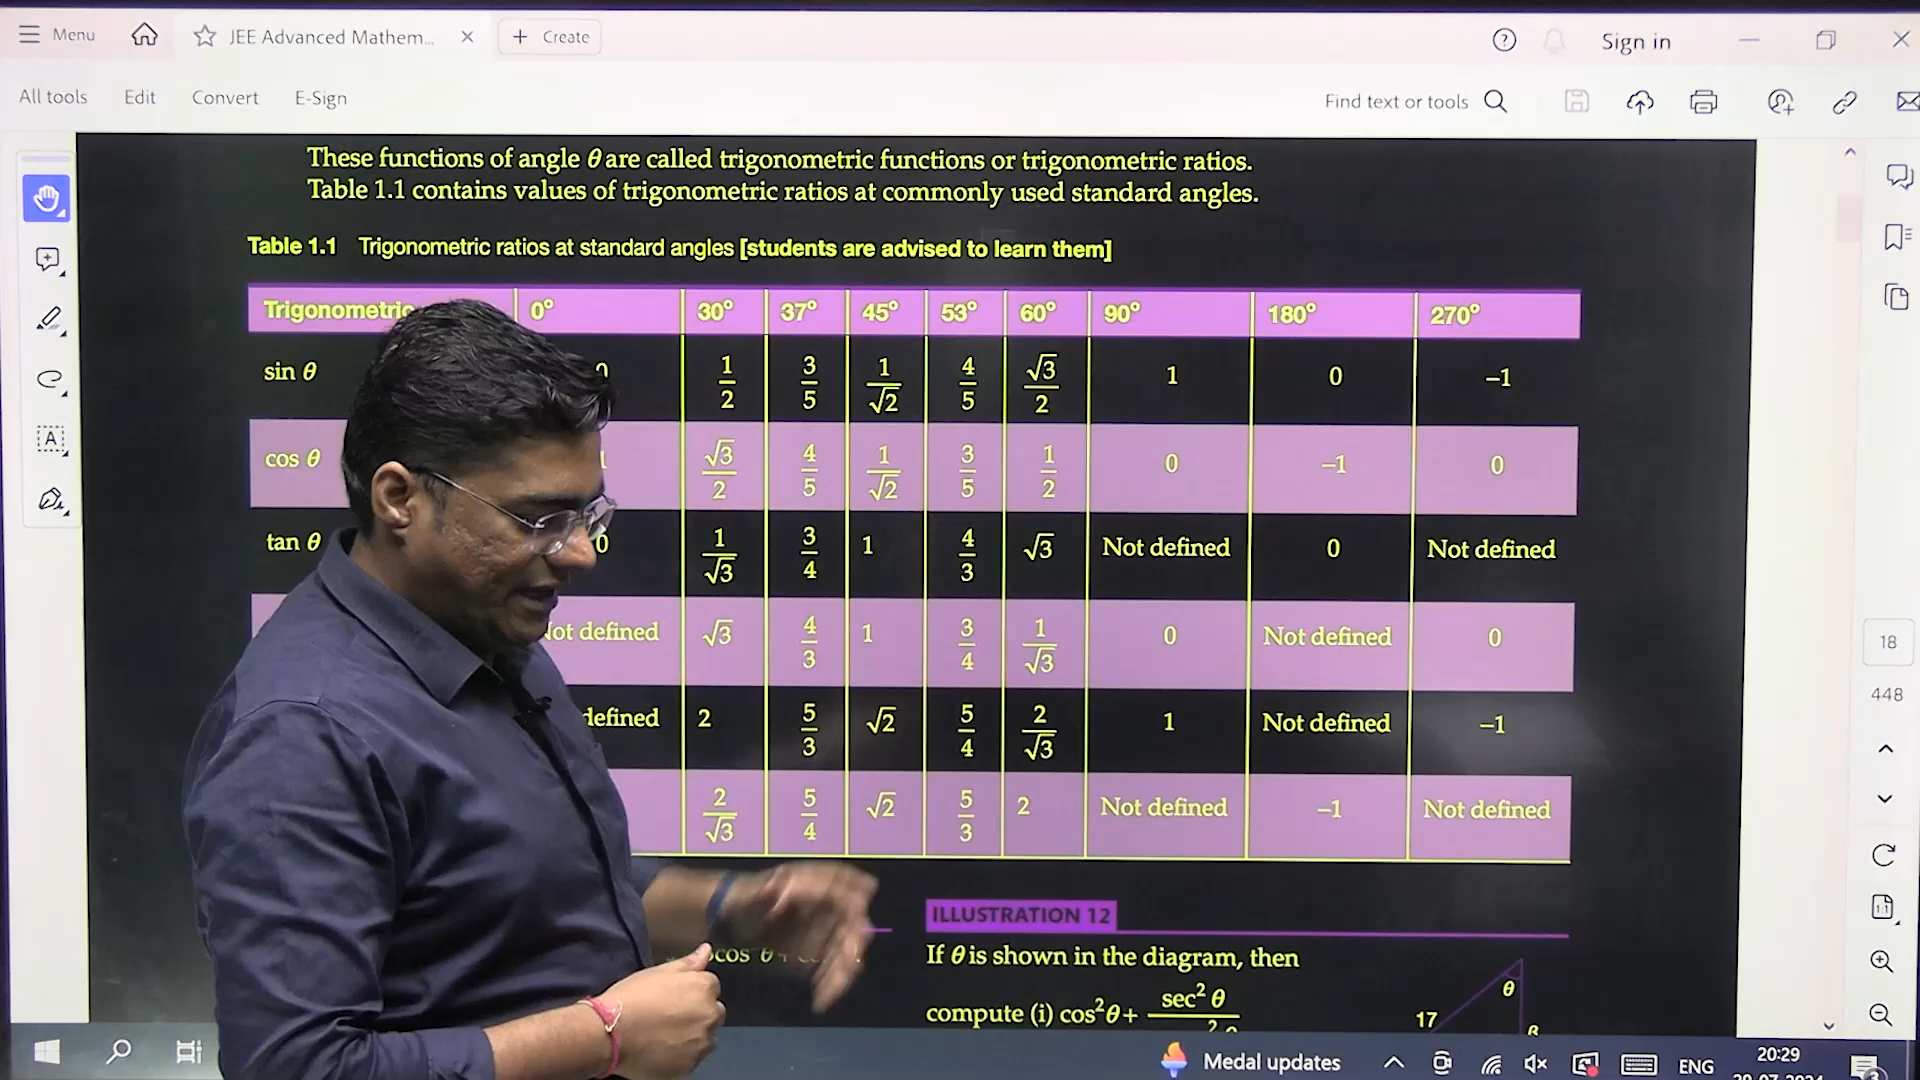 Menu
JEE Advanced Mathem...
Create
Sign in
All tools
Edit
Convert
E-Sign
Find text or tools
These functions of angle θ are called trigonometric functions or trigonometric ratios.
Table 1.1 contains values of trigonometric ratios at commonly used standard angles.
Table 1.1 Trigonometric ratios at standard angles [students are advised to learn them]
Trigonometric 0° 30° 37° 45° 53° 60° 90° 180° 270°
sin θ 0 1/2 3/5 1/√2 4/5 √3/2 1 0 –1
cos θ 1 √3/2 4/5 1/√2 3/5 1/2 0 –1 0
tan θ 0 1/√3 3/4 1 4/3 √3 Not defined 0 Not defined
Not defined √3 4/3 1 3/4 1/√3 0 Not defined 0
defined 2 5/3 √2 5/4 2/√3 1 Not defined –1
2/√3 5/4 √2 5/3 2 Not defined –1 Not defined
cos θ +
ILLUSTRATION 12
If θ is shown in the diagram, then
compute (i) cos²θ + sec² θ
θ
17
8
18
448
Medal updates
ENG
20:29